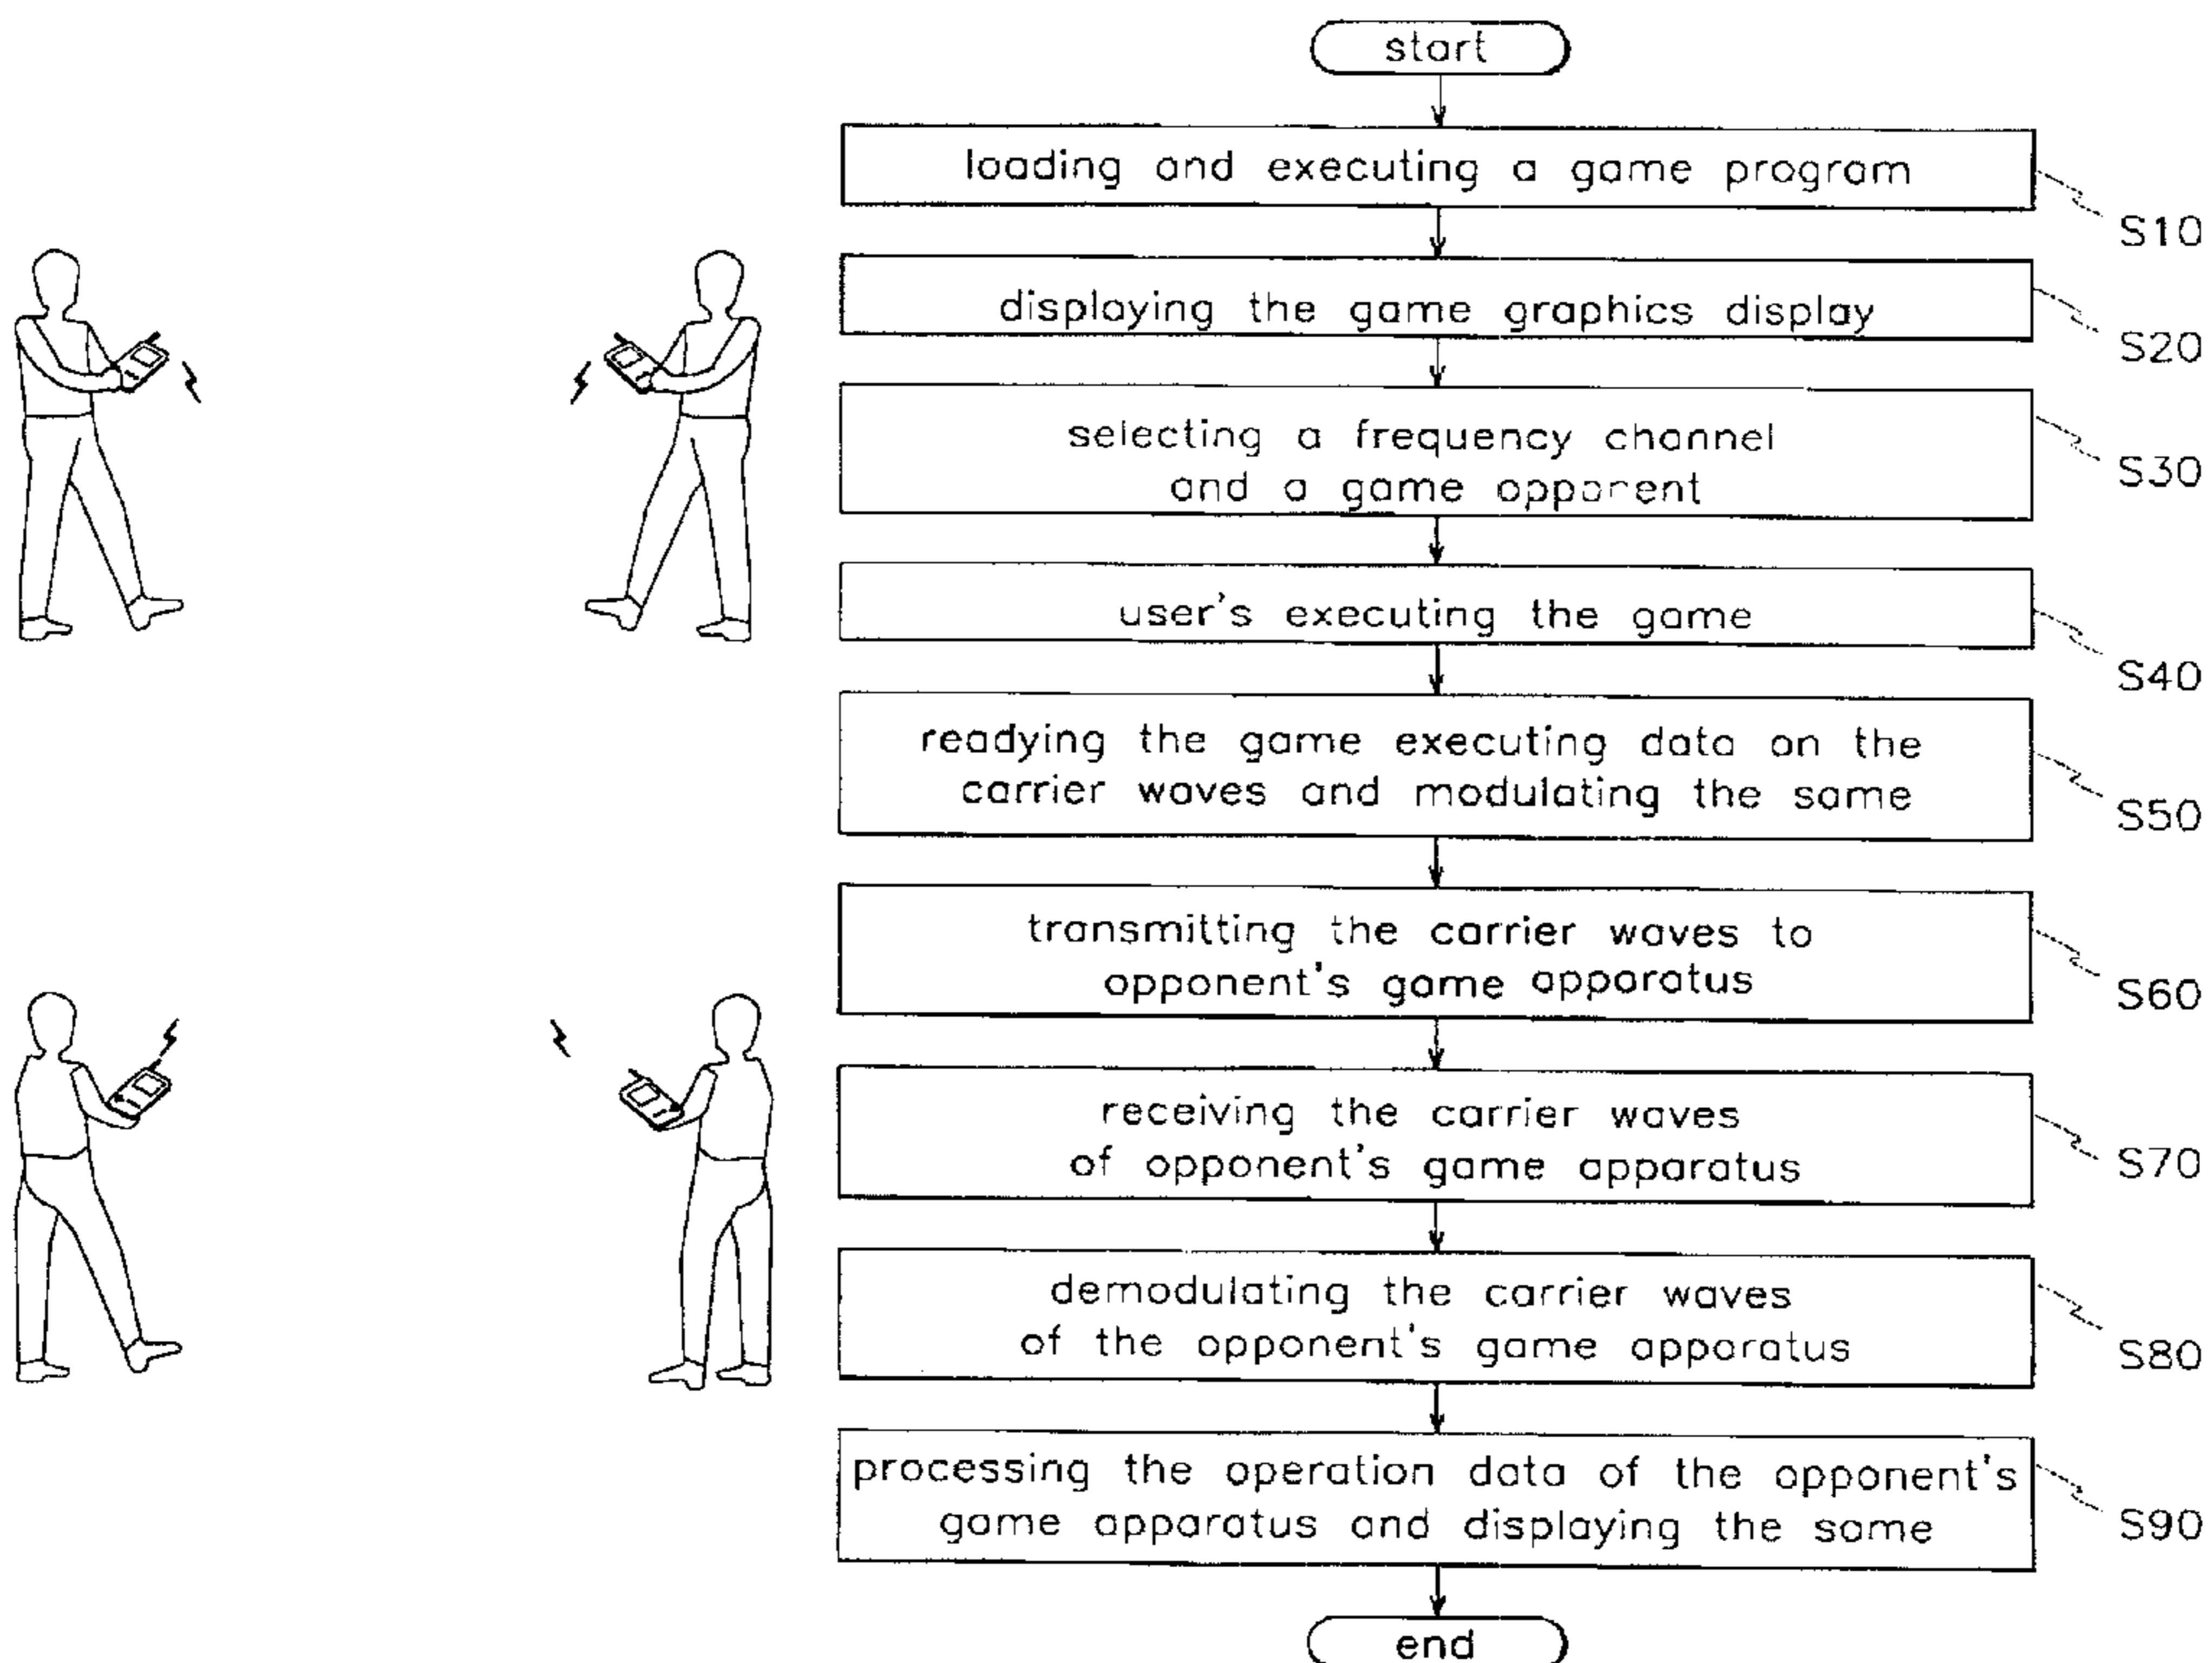 start
loading and executing a game program
S10
displaying the game graphics display
S20
selecting a frequency channel
and a game opponent
S30
user's executing the game
S40
readying the game executing data on the
carrier waves and modulating the same
S50
transmitting the carrier waves to
opponent's game apparatus
S60
receiving the carrier waves
of opponent's game apparatus
S70
demodulating the carrier waves
of the opponent's game apparatus
S80
processing the operation data of the opponent's
game apparatus and displaying the same
S90
end